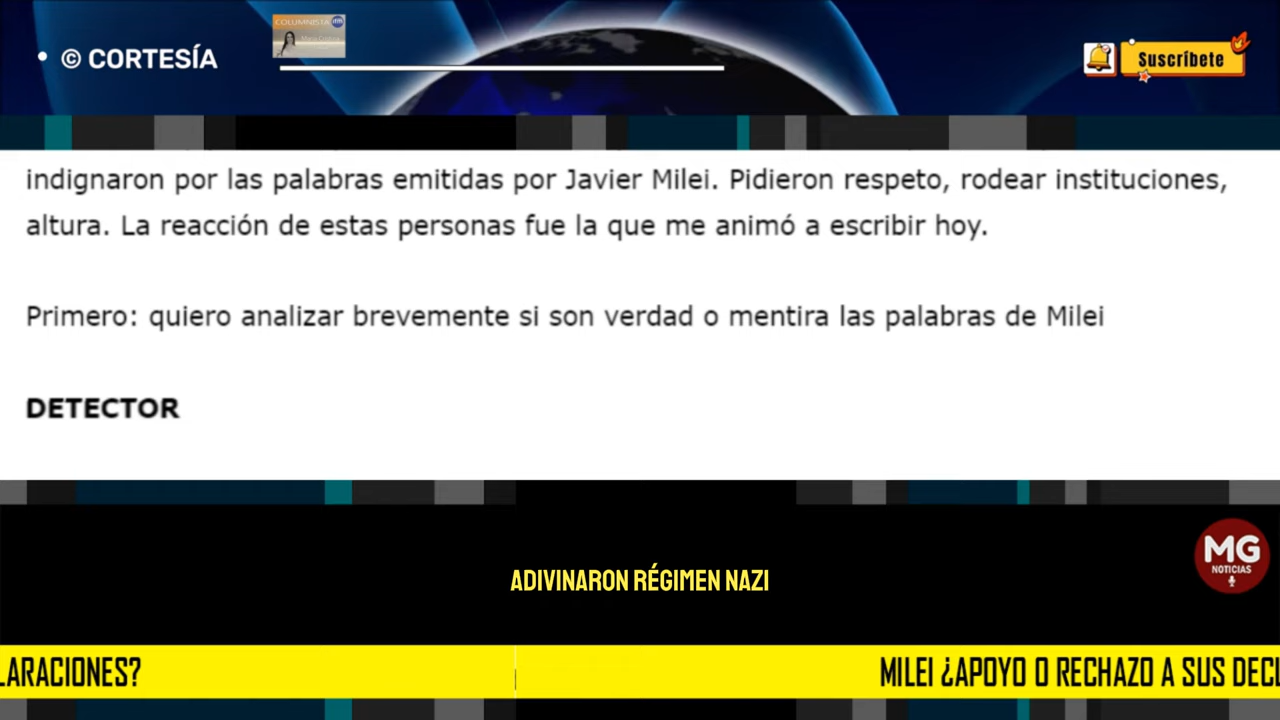 • © CORTESÍA
COLUMNISTA
Suscríbete
indignaron por las palabras emitidas por Javier Milei. Pidieron respeto, rodear instituciones,
altura. La reacción de estas personas fue la que me animó a escribir hoy.
Primero: quiero analizar brevemente si son verdad o mentira las palabras de Milei
DETECTOR
MG
NOTICIAS
ADIVINARON RÉGIMEN NAZI
LARACIONES?
MILEI ¿APOYO O RECHAZO A SUS DECL